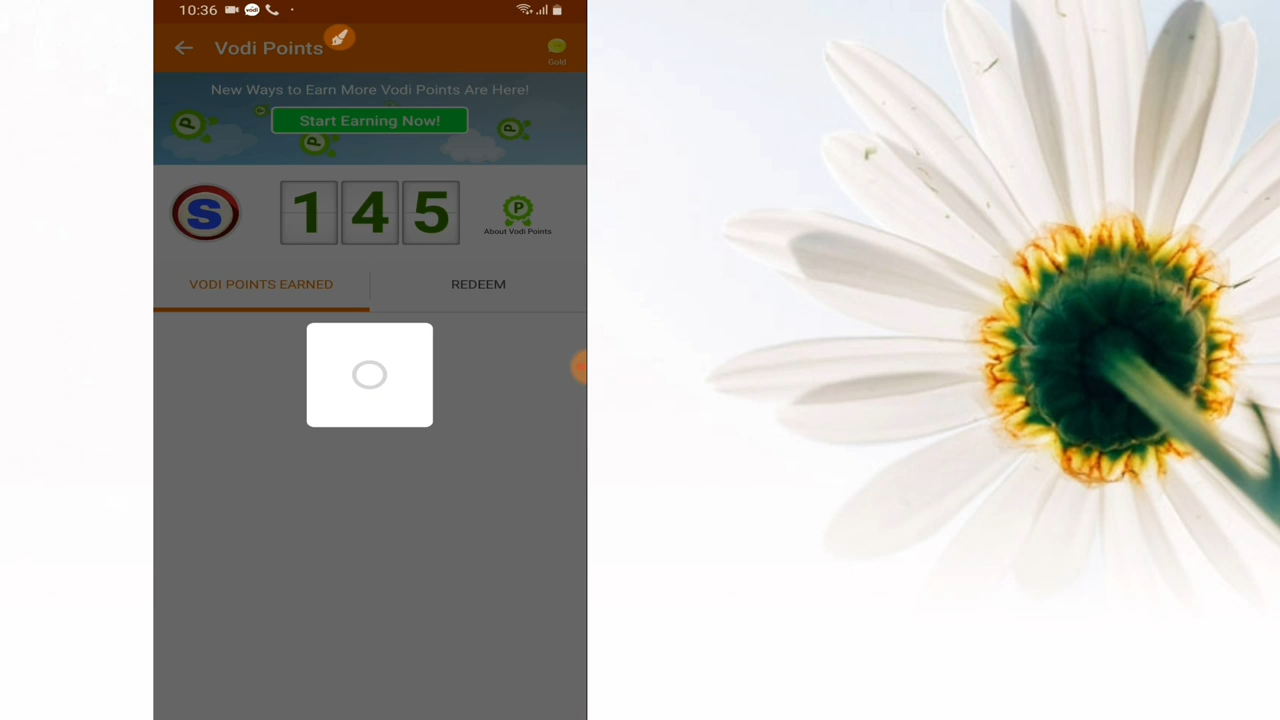 10:36 vodi
Vodi Points
Gold
New Ways to Earn More Vodi Points Are Here!
Start Earning Now!
P P P
S 1 4 5 P
About Vodi Points
VODI POINTS EARNED REDEEM